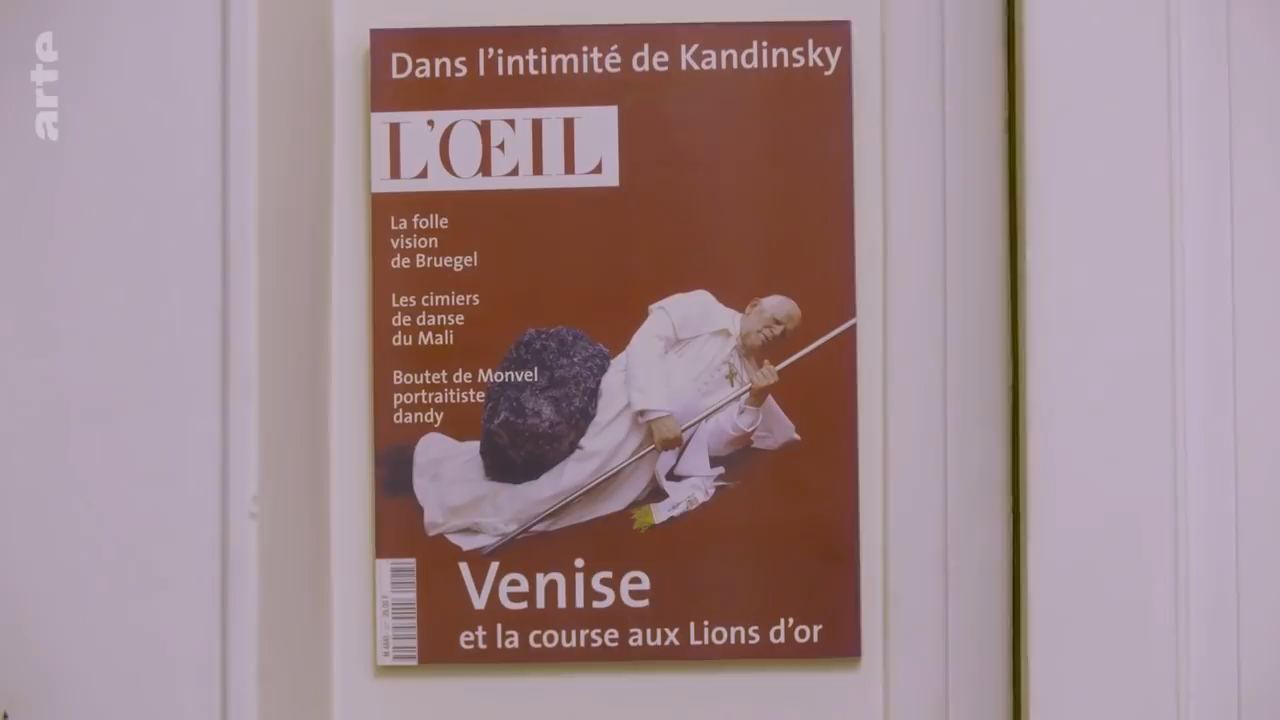 arte
Dans l'intimité de Kandinsky
L'ŒIL
La folle
vision
de Bruegel
Les cimiers
de danse
du Mali
Boutet de Monvel
portraitiste
dandy
Venise
et la course aux Lions d'or